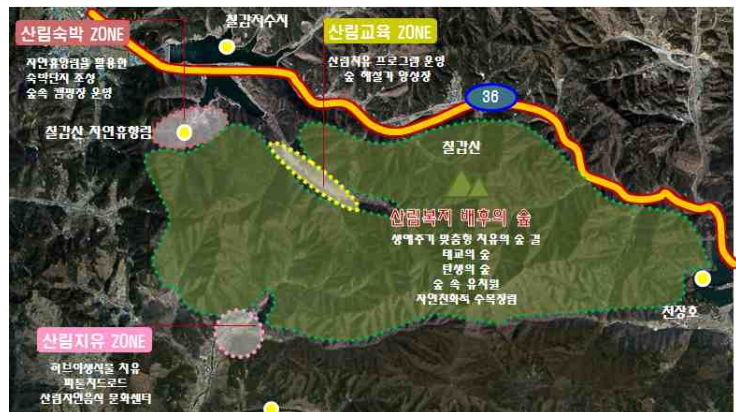 산림숙박 ZONE
자연휴양림을 활용한
숙박단지 조성
숲속 캠핑장 운영
칠갑저수지
산림교육 ZONE
산림치유 프로그램 운영
숲 해설가 양성장
36
칠갑산 자연휴양림
칠갑산
산림복지 배후의 숲
생애주기 맞춤형 치유의 숲 길
태교의 숲
탄생의 숲
숲 속 유치원
자연친화적 수목장림
천장호
산림치유 ZONE
허브야생식물 치유
피톤치드로드
산림자연음식 문화센터